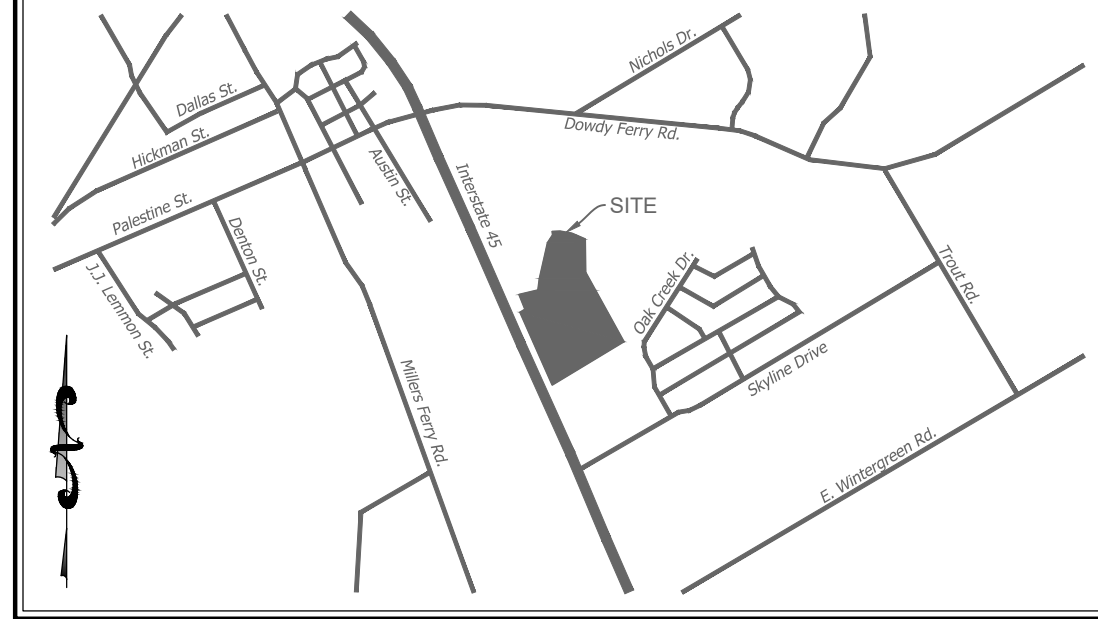 Nichols Dr.
Dallas St.
Hickman St.
Dowdy Ferry Rd.
Austin St.
Interstate 45
Palestine St.
SITE
Denton St.
J.J. Lemmon St.
Oak Creek Dr.
Trout Rd.
Millers Ferry Rd.
Skyline Drive
E. Wintergreen Rd.